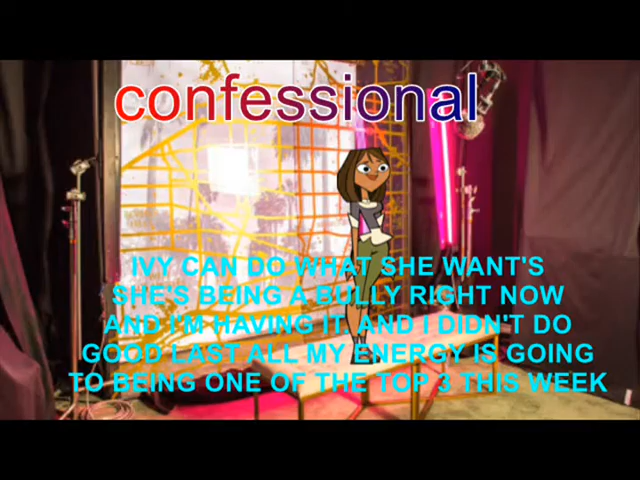 confessional
IVY CAN DO WHAT SHE WANT'S
SHE'S BEING A BULLY RIGHT NOW
AND I'M HAVING IT. AND I DIDN'T DO
GOOD LAST ALL MY ENERGY IS GOING
TO BEING ONE OF THE TOP 3 THIS WEEK